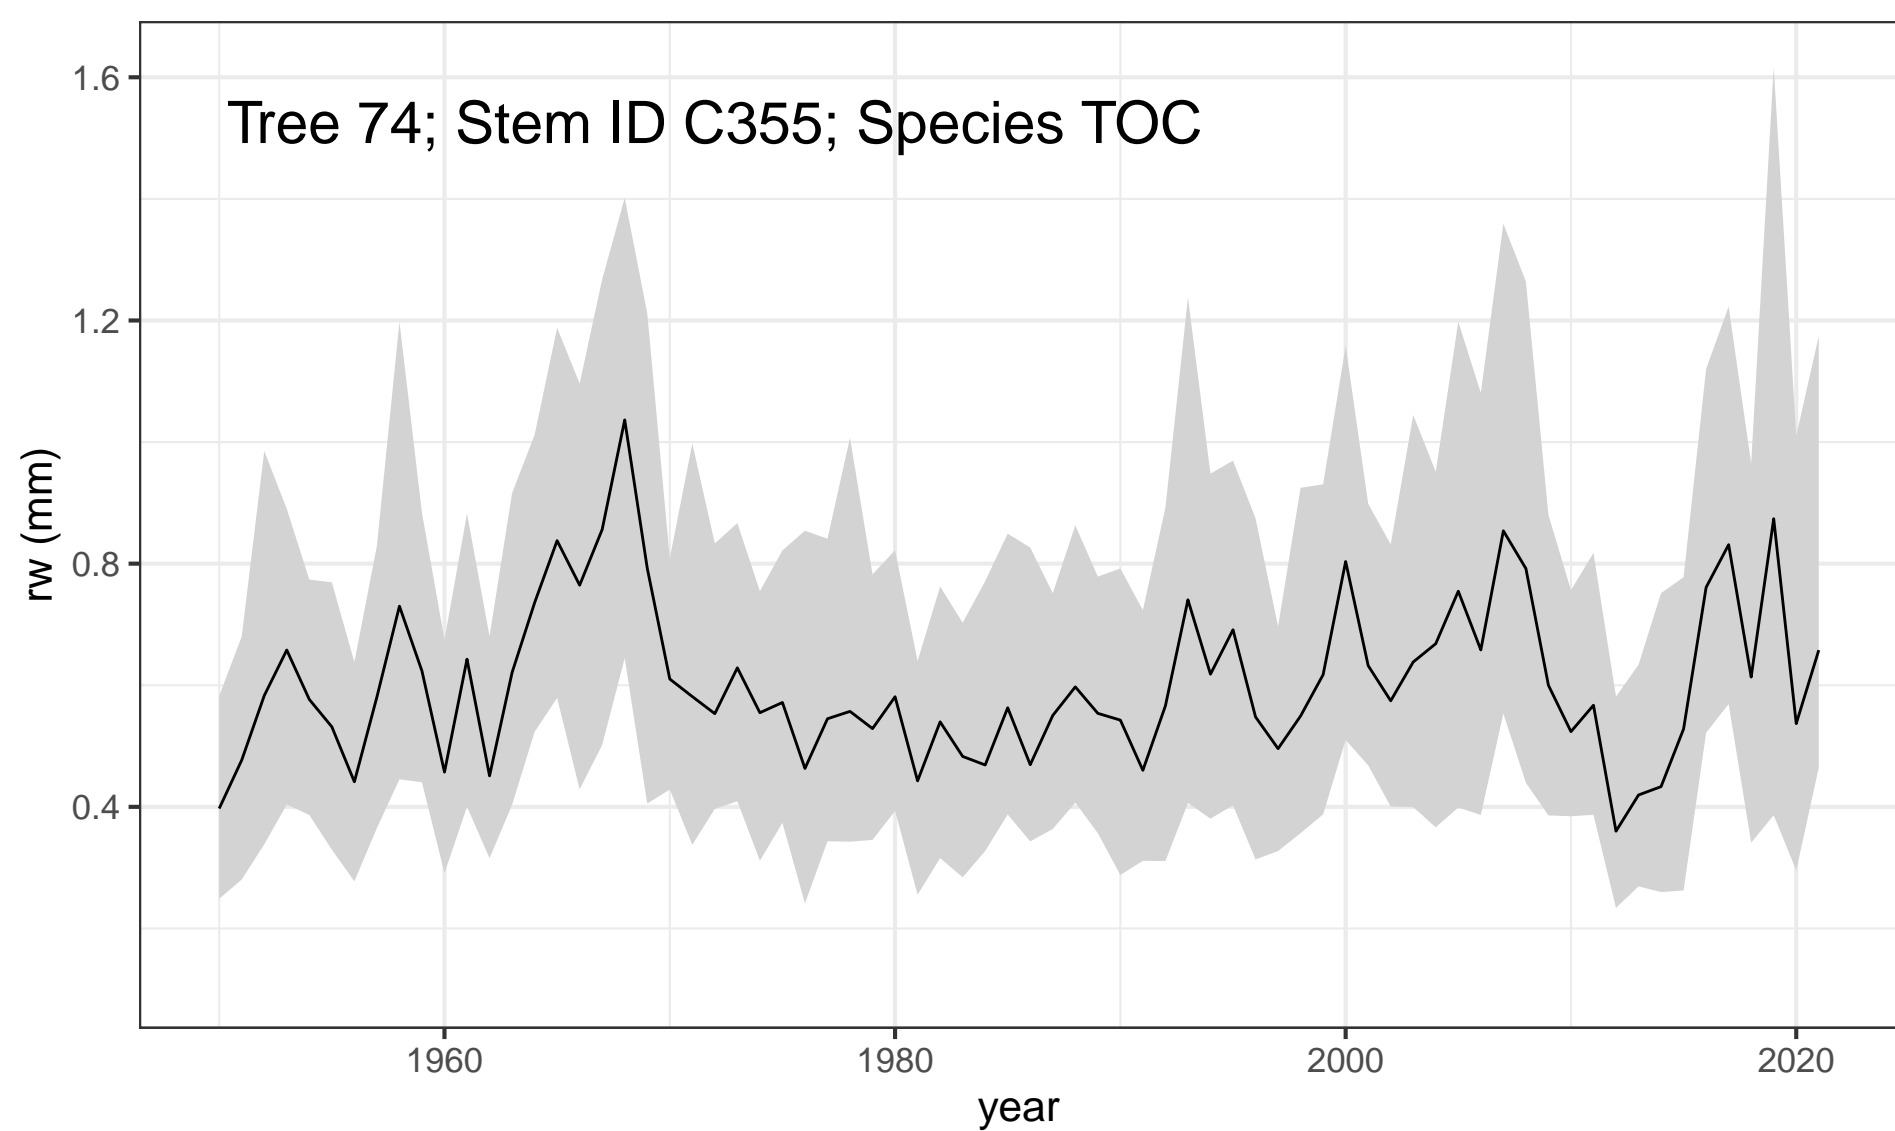 Tree 74; Stem ID C355; Species TOC
1.6
1.2
0.8
0.4
rw (mm)
1960 1980 2000 2020
year